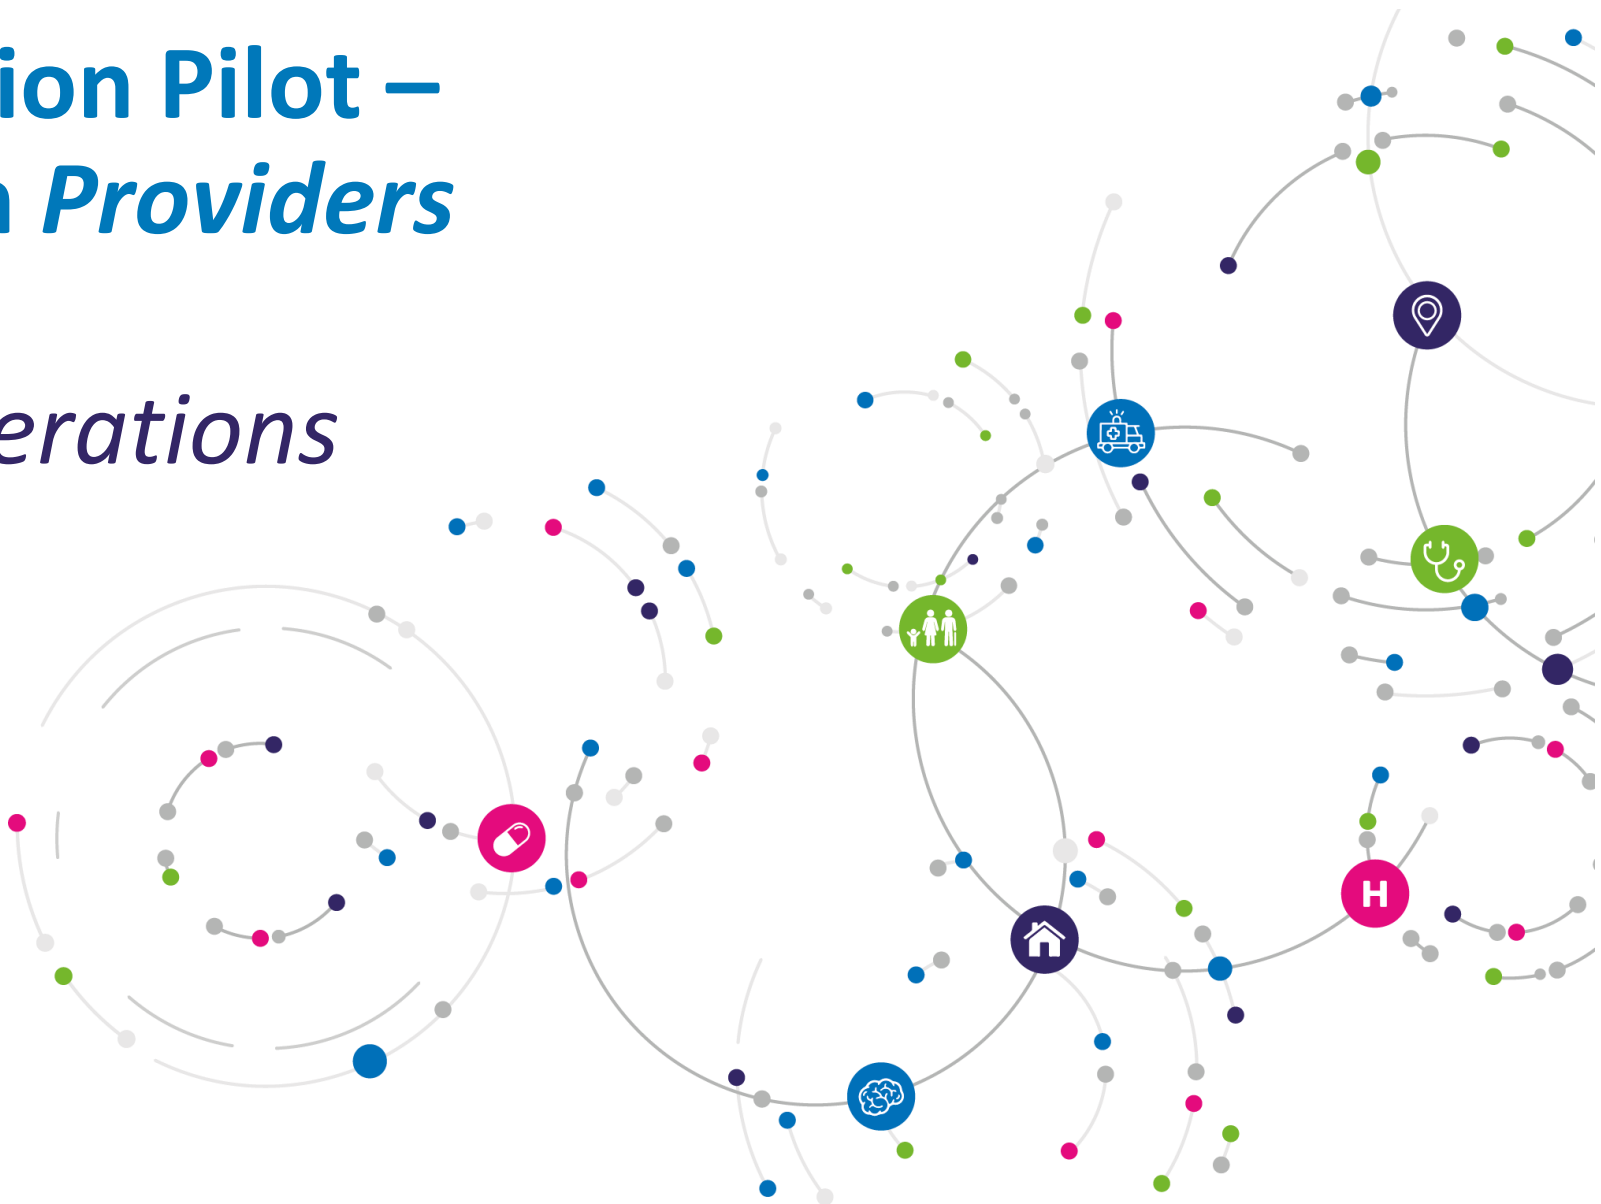 ion Pilot –
n Providers
erations
H